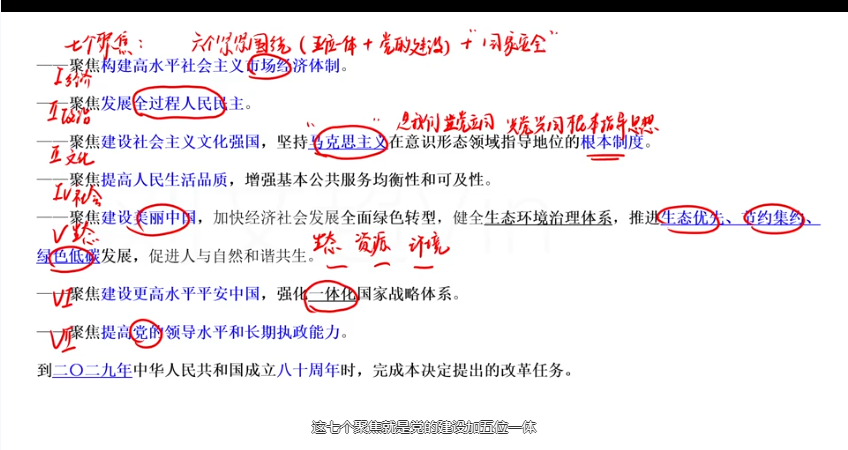 七个聚焦： 六个紧紧围绕（五位一体 + 党的建设）+ "国家安全"
——聚焦构建高水平社会主义市场经济体制。
I 经济
——聚焦发展全过程人民民主。
II 政治
是我们立党立国 兴党兴国根本指导思想
——聚焦建设社会主义文化强国，坚持马克思主义在意识形态领域指导地位的根本制度。
II 文化
——聚焦提高人民生活品质，增强基本公共服务均衡性和可及性。
IV 社会
——聚焦建设美丽中国，加快经济社会发展全面绿色转型，健全生态环境治理体系，推进生态优先、节约集约、
V 生态
绿色低碳发展，促进人与自然和谐共生。
生态 资源 环境
——聚焦建设更高水平平安中国，强化一体化国家战略体系。
VI
——聚焦提高党的领导水平和长期执政能力。
VII
到二〇二九年中华人民共和国成立八十周年时，完成本决定提出的改革任务。
这七个聚焦就是党的建设加五位一体